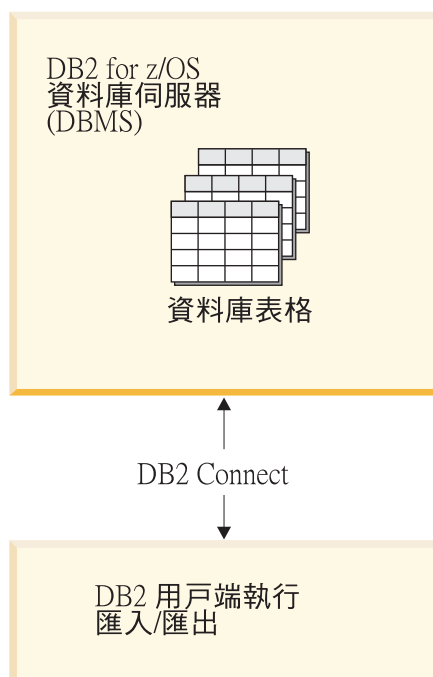 DB2 for z/OS
資料庫伺服器
(DBMS)
資料庫表格
DB2 Connect
DB2 用戶端執行
匯入/匯出